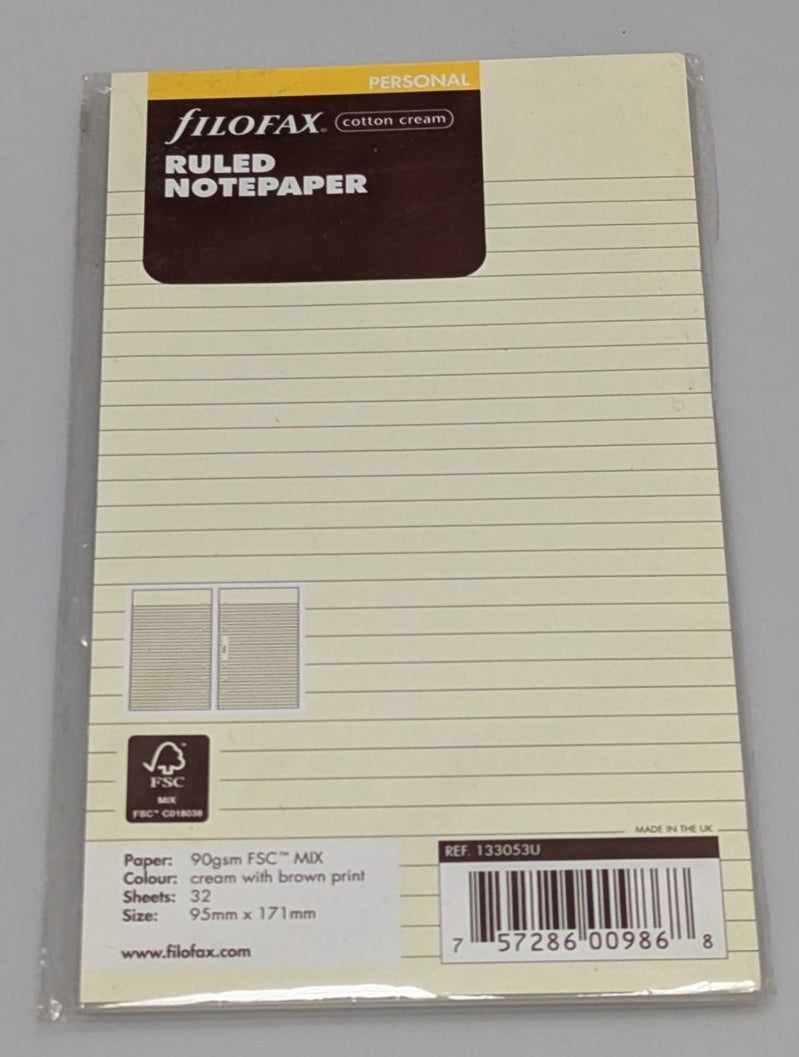 PERSONAL
fILOFAX® cotton cream
RULED
NOTEPAPER
FSC™
MIX
FSC™ C018038
MADE IN THE UK
Paper: 90gsm FSC™ MIX
Colour: cream with brown print
Sheets: 32
Size: 95mm x 171mm
www.filofax.com
REF. 133053U
7 57286 00986 8